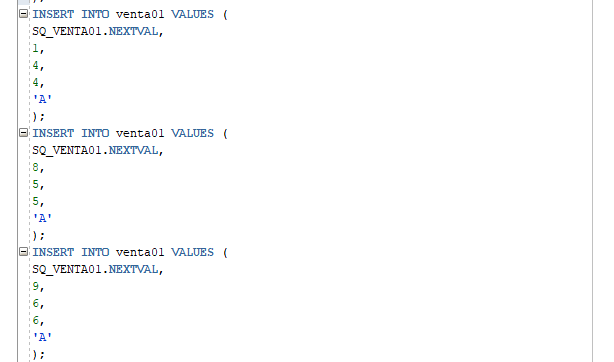 );
INSERT INTO venta01 VALUES (
SQ_VENTA01.NEXTVAL,
1,
4,
4,
'A'
);
INSERT INTO venta01 VALUES (
SQ_VENTA01.NEXTVAL,
8,
5,
5,
'A'
);
INSERT INTO venta01 VALUES (
SQ_VENTA01.NEXTVAL,
9,
6,
6,
'A'
);